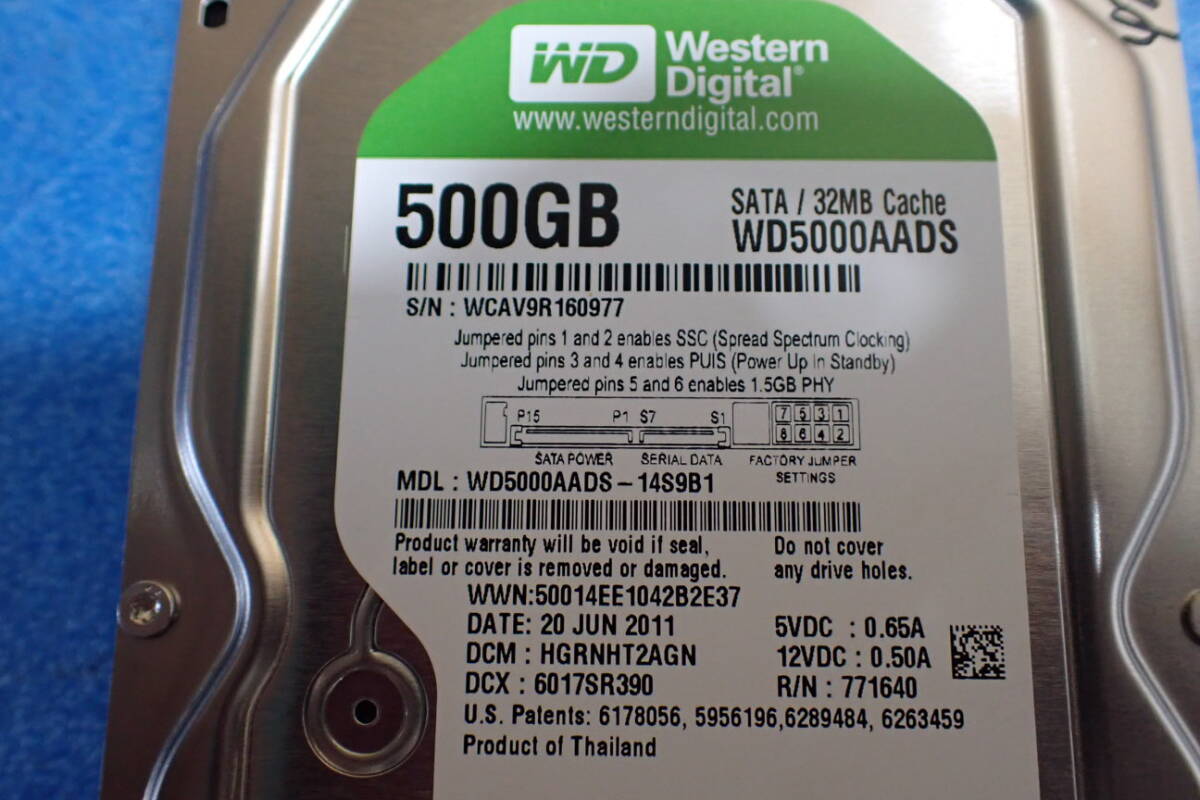 WD Western Digital®
www.westerndigital.com
500GB
SATA / 32MB Cache
WD5000AADS
S/N : WCAV9R160977
Jumpered pins 1 and 2 enables SSC (Spread Spectrum Clocking)
Jumpered pins 3 and 4 enables PUIS (Power Up In Standby)
Jumpered pins 5 and 6 enables 1.5GB PHY
P15 P1 S7 S1 7 5 3 1
8 6 4 2
SATA POWER SERIAL DATA FACTORY JUMPER
SETTINGS
MDL : WD5000AADS – 14S9B1
Product warranty will be void if seal,
label or cover is removed or damaged.
Do not cover
any drive holes.
WWN:50014EE1042B2E37
DATE: 20 JUN 2011
DCM : HGRNHT2AGN
DCX : 6017SR390
5VDC : 0.65A
12VDC : 0.50A
R/N : 771640
U.S. Patents: 6178056, 5956196,6289484, 6263459
Product of Thailand